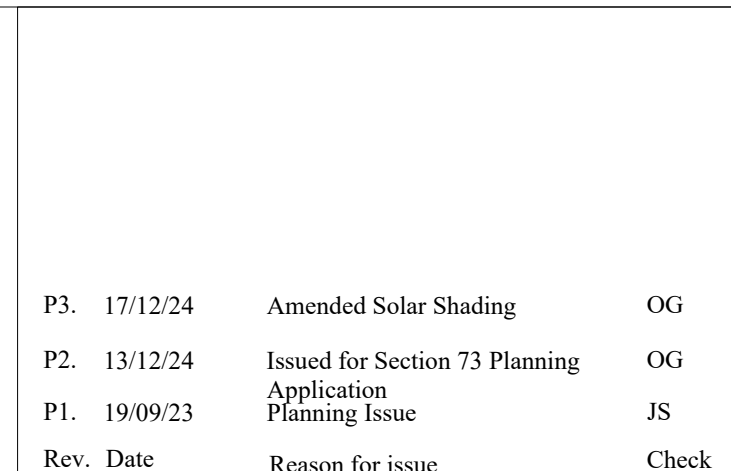 P3. 17/12/24 Amended Solar Shading OG
P2. 13/12/24 Issued for Section 73 Planning OG
Application
P1. 19/09/23 Planning Issue JS
Rev. Date Reason for issue Check